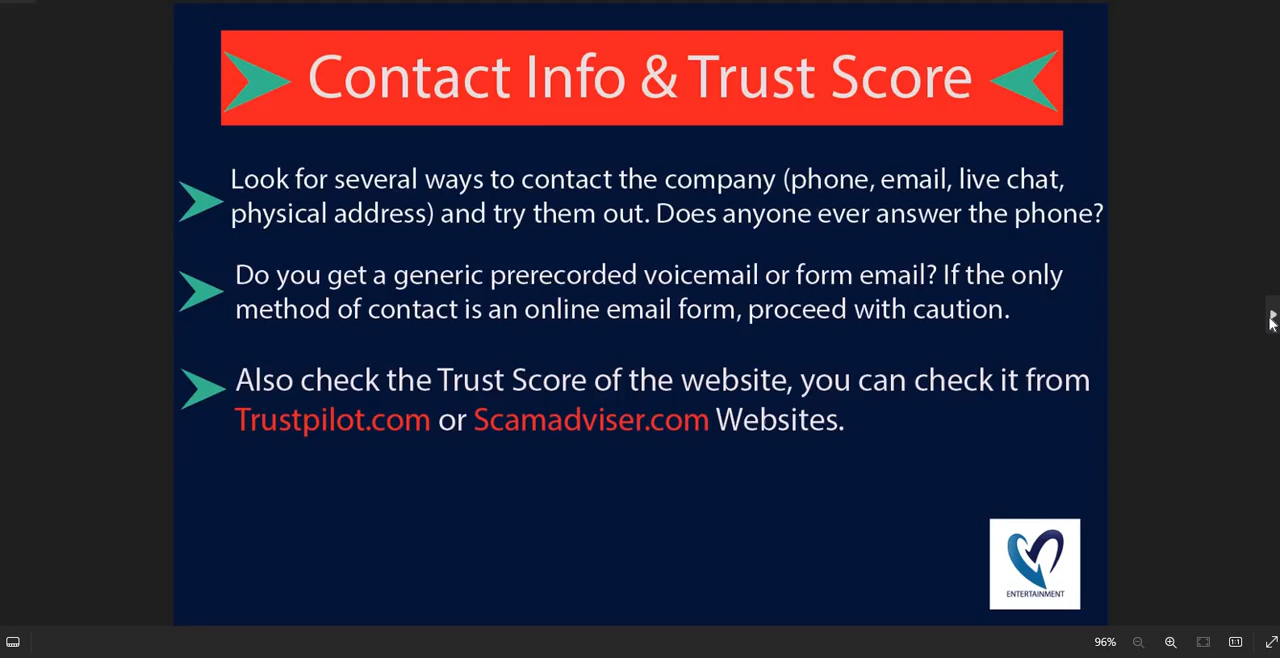 Contact Info & Trust Score
Look for several ways to contact the company (phone, email, live chat,
physical address) and try them out. Does anyone ever answer the phone?
Do you get a generic prerecorded voicemail or form email? If the only
method of contact is an online email form, proceed with caution.
Also check the Trust Score of the website, you can check it from
Trustpilot.com or Scamadviser.com Websites.
ENTERTAINMENT
96%
1:1